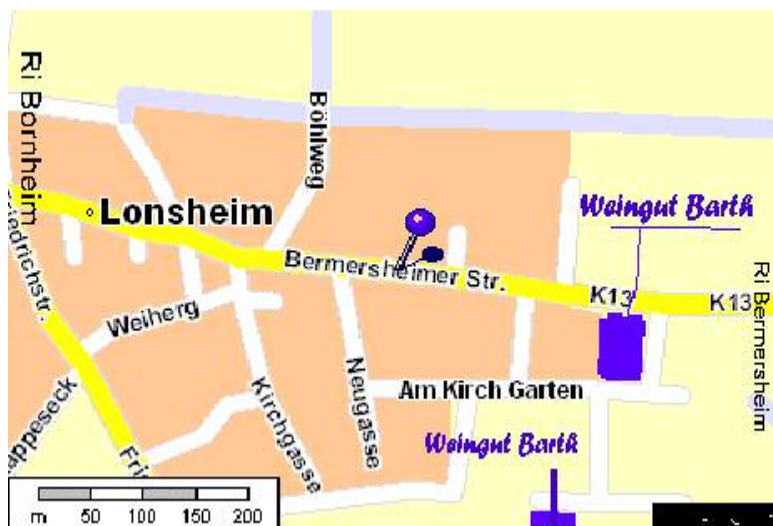 Ri Bornheim
Böhlweg
Lonsheim
Weingut Barth
Bermersheimer Str.
K13
K13
Ri Bermersheim
Weiherg
Kirchgasse
Neugasse
Am Kirch Garten
Weingut Barth
m 50 100 150 200